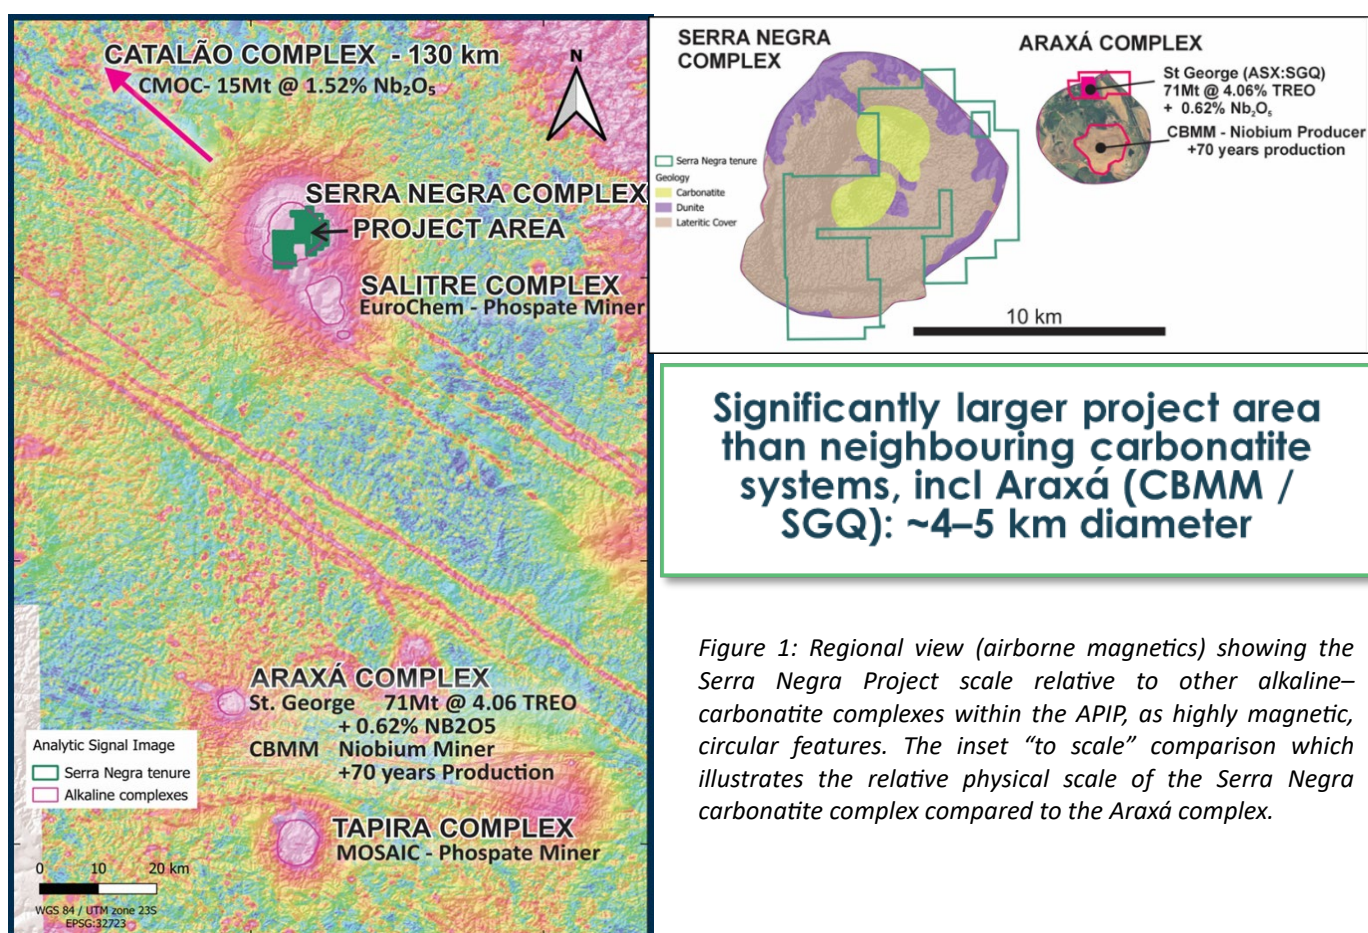 CATALÃO COMPLEX - 130 km
CMOC- 15Mt @ 1.52% Nb₂O₅
N
SERRA NEGRA COMPLEX
PROJECT AREA
SALITRE COMPLEX
EuroChem - Phospate Miner
ARAXÁ COMPLEX
St. George 71Mt @ 4.06 TREO
+ 0.62% NB2O5
CBMM Niobium Miner
+70 years Production
Analytic Signal Image
Serra Negra tenure
Alkaline complexes
TAPIRA COMPLEX
MOSAIC - Phospate Miner
0 10 20 km
WGS 84 / UTM zone 23S
EPSG:32723
SERRA NEGRA
COMPLEX
Serra Negra tenure
Geology
Carbonatite
Dunite
Lateritic Cover
ARAXÁ COMPLEX
St George (ASX:SGQ)
71Mt @ 4.06% TREO
+ 0.62% Nb₂O₅
CBMM - Niobium Producer
+70 years production
10 km
Significantly larger project area
than neighbouring carbonatite
systems, incl Araxá (CBMM /
SGQ): ~4–5 km diameter
Figure 1: Regional view (airborne magnetics) showing the
Serra Negra Project scale relative to other alkaline–
carbonatite complexes within the APIP, as highly magnetic,
circular features. The inset “to scale” comparison which
illustrates the relative physical scale of the Serra Negra
carbonatite complex compared to the Araxá complex.